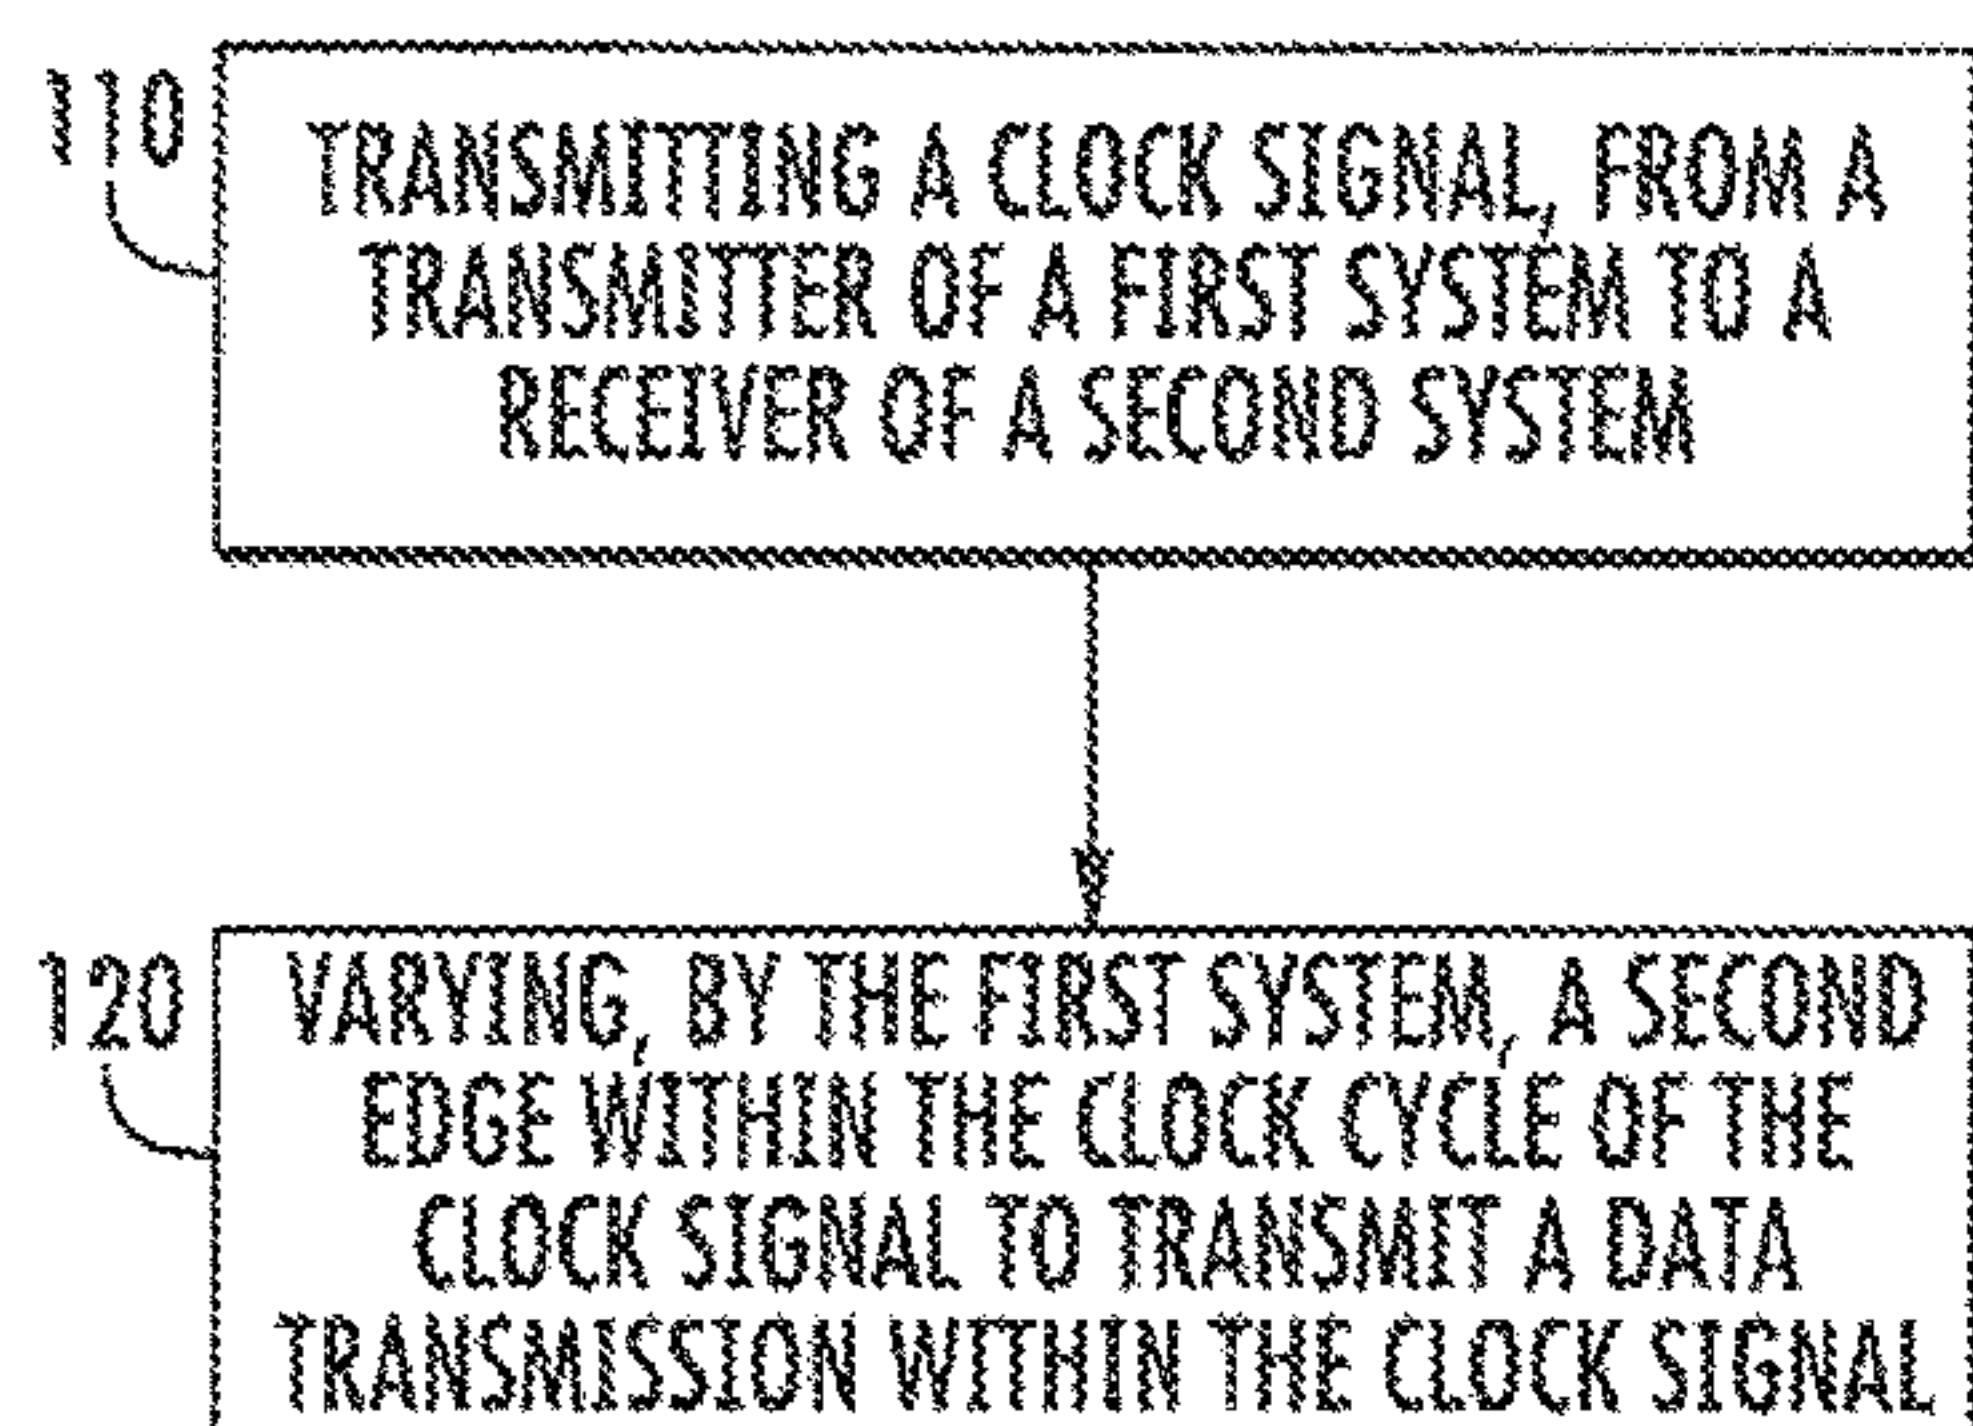 110
TRANSMITTING A CLOCK SIGNAL, FROM A
TRANSMITTER OF A FIRST SYSTEM TO A
RECEIVER OF A SECOND SYSTEM
120
VARYING, BY THE FIRST SYSTEM, A SECOND
EDGE WITHIN THE CLOCK CYCLE OF THE
CLOCK SIGNAL TO TRANSMIT A DATA
TRANSMISSION WITHIN THE CLOCK SIGNAL